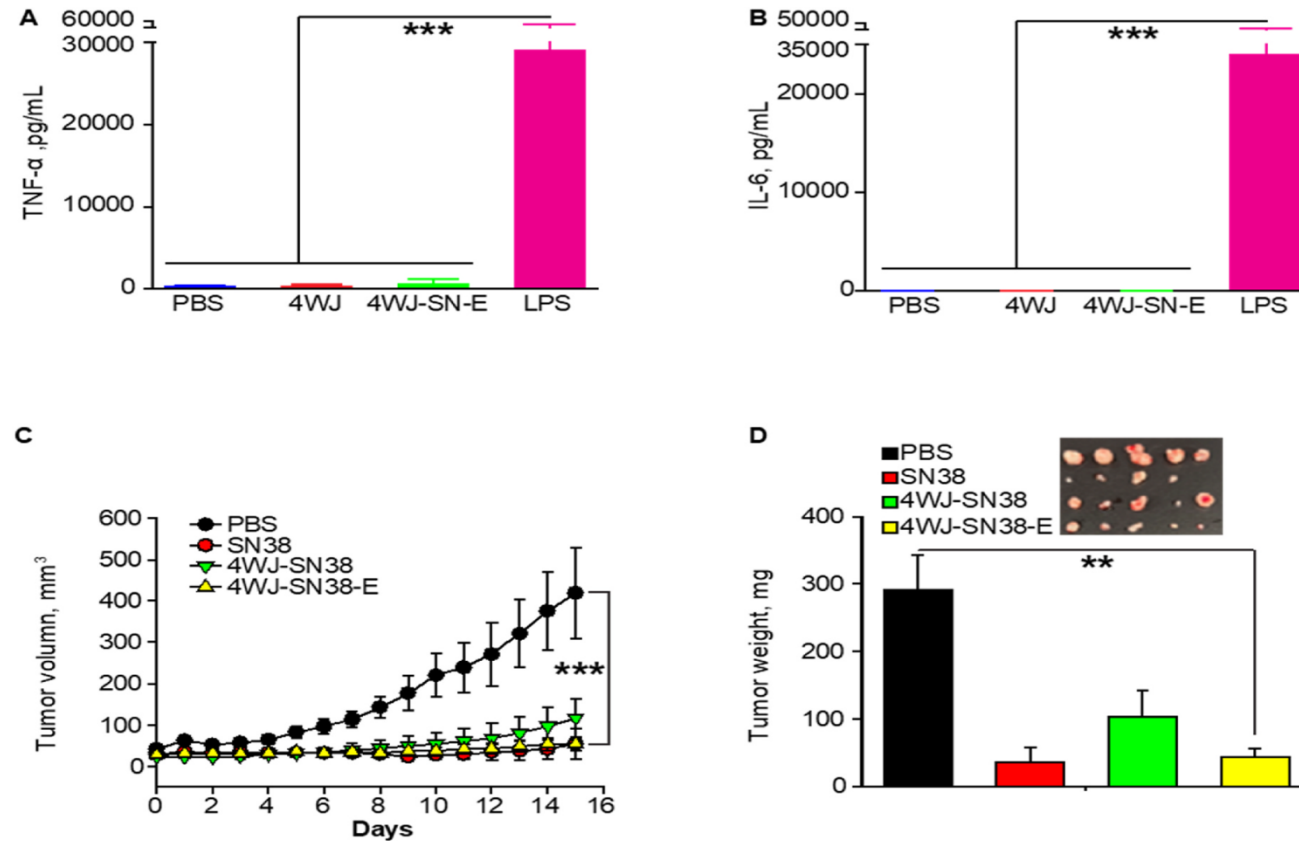 A
TNF-α ,pg/mL
60000
30000
20000
10000
0
***
PBS 4WJ 4WJ-SN-E LPS
B
IL-6, pg/mL
50000
35000
20000
10000
0
***
PBS 4WJ 4WJ-SN-E LPS
C
Tumor volumn, mm³
600
500
400
300
200
100
0
PBS
SN38
4WJ-SN38
4WJ-SN38-E
***
0 2 4 6 8 10 12 14 16
Days
D
PBS
SN38
4WJ-SN38
4WJ-SN38-E
Tumor weight, mg
400
300
200
100
0
**